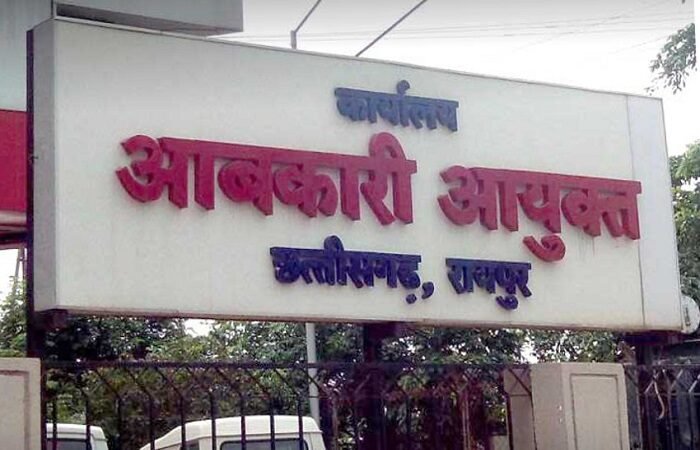 कार्यालय
आबकारी आयुक्त
छत्तीसगढ़, रायपुर